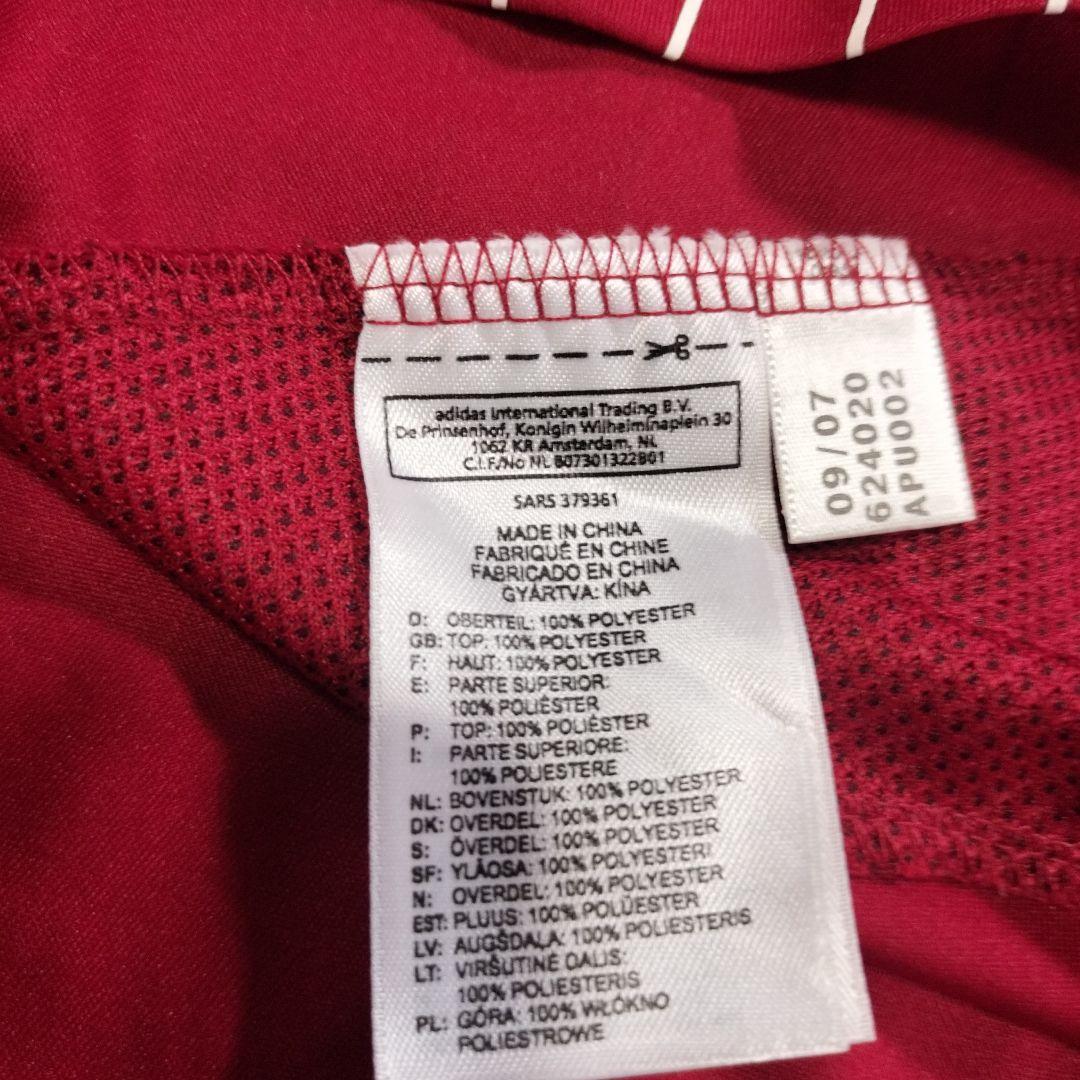 adidas International Trading B.V.
De Prinsenhof, Konigin Wilhelminaplein 30
1062 KR Amsterdam, NL
C.I.F./No NL 807301322B01
SARS 379361
MADE IN CHINA
FABRIQUÉ EN CHINE
FABRICADO EN CHINA
GYÁRTVA: KÍNA
D: OBERTEIL: 100% POLYESTER
GB: TOP: 100% POLYESTER
F: HAUT: 100% POLYESTER
E: PARTE SUPERIOR:
100% POLIÉSTER
P: TOP: 100% POLIÉSTER
I: PARTE SUPERIORE:
100% POLIESTERE
NL: BOVENSTUK: 100% POLYESTER
DK: OVERDEL: 100% POLYESTER
S: ÖVERDEL: 100% POLYESTER
SF: YLÄOSA: 100% POLYESTERI
N: OVERDEL: 100% POLYESTER
EST: PLUUS: 100% POLÜESTER
LV: AUGŠDAĻA: 100% POLIESTERIS
LT: VIRŠUTINĖ DALIS:
100% POLIESTERIS
PL: GÓRA: 100% WŁÓKNO
POLIESTROWE
09/07
624020
APU002